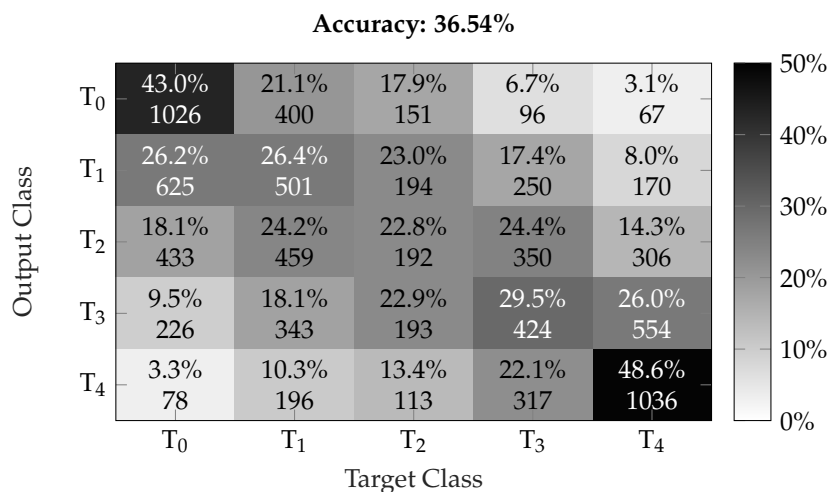 Accuracy: 36.54%
50%
43.0% 21.1% 17.9% 6.7% 3.1%
T0
1026 400 151 96 67
40%
26.2% 26.4% 23.0% 17.4% 8.0%
T1
625 501 194 250 170
30%
18.1% 24.2% 22.8% 24.4% 14.3%
T2
433 459 192 350 306
20%
9.5% 18.1% 22.9% 29.5% 26.0%
T3
226 343 193 424 554
10%
3.3% 10.3% 13.4% 22.1% 48.6%
T4
78 196 113 317 1036
0%
T0 T1 T2 T3 T4
Target Class
Output Class